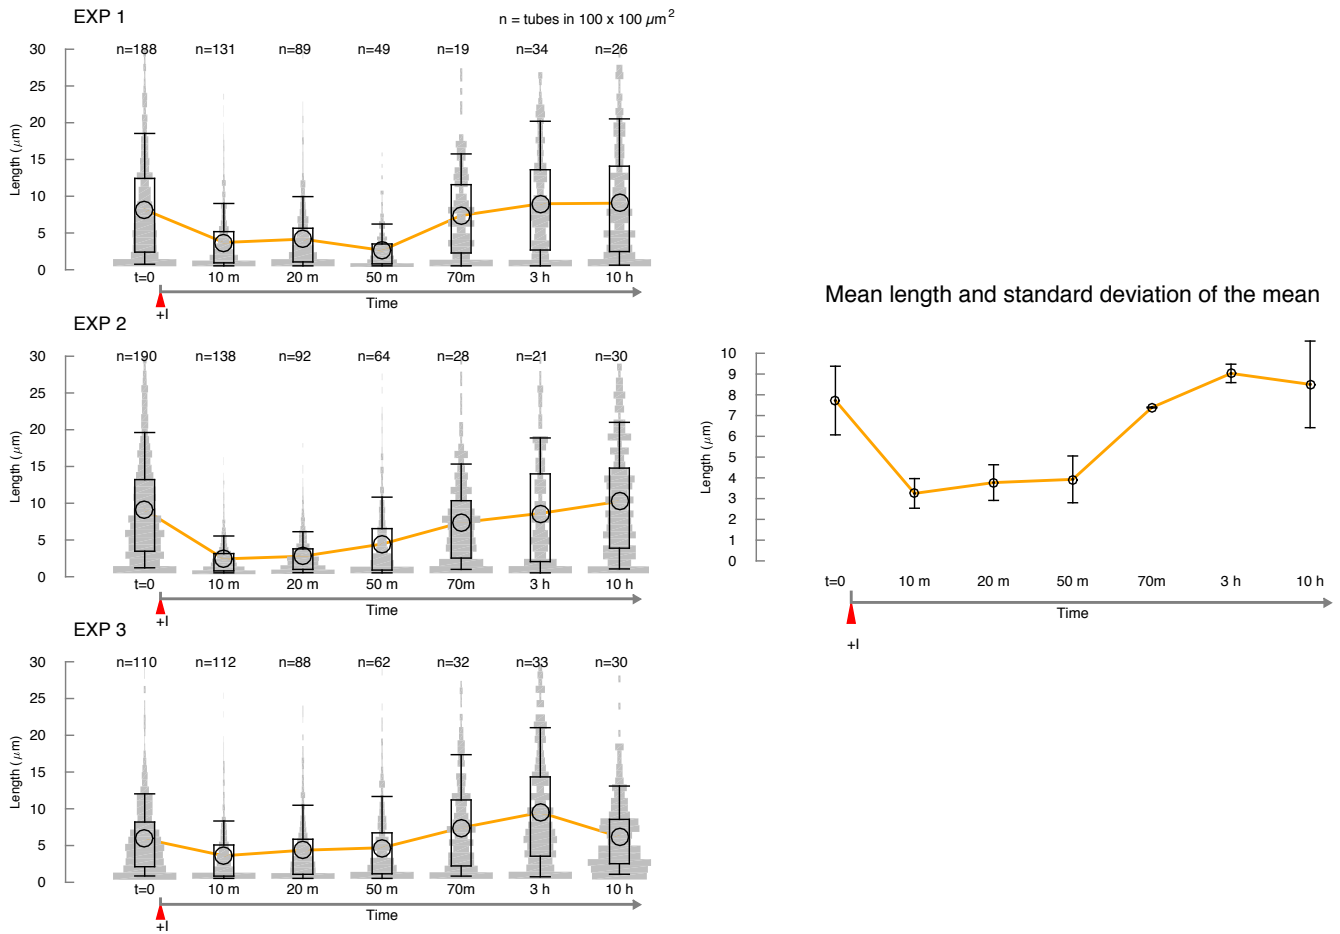 EXP 1
n = tubes in 100 x 100 μm²
n=188 n=131 n=89 n=49 n=19 n=34 n=26
30
25
20
15
10
5
0
Length (μm)
t=0 10 m 20 m 50 m 70m 3 h 10 h
Time
+I
EXP 2
n=190 n=138 n=92 n=64 n=28 n=21 n=30
30
25
20
15
10
5
0
Length (μm)
t=0 10 m 20 m 50 m 70m 3 h 10 h
Time
+I
EXP 3
n=110 n=112 n=88 n=62 n=32 n=33 n=30
30
25
20
15
10
5
0
Length (μm)
t=0 10 m 20 m 50 m 70m 3 h 10 h
Time
+I
Mean length and standard deviation of the mean
10
9
8
7
6
5
4
3
2
1
0
Length (μm)
t=0 10 m 20 m 50 m 70m 3 h 10 h
Time
+I